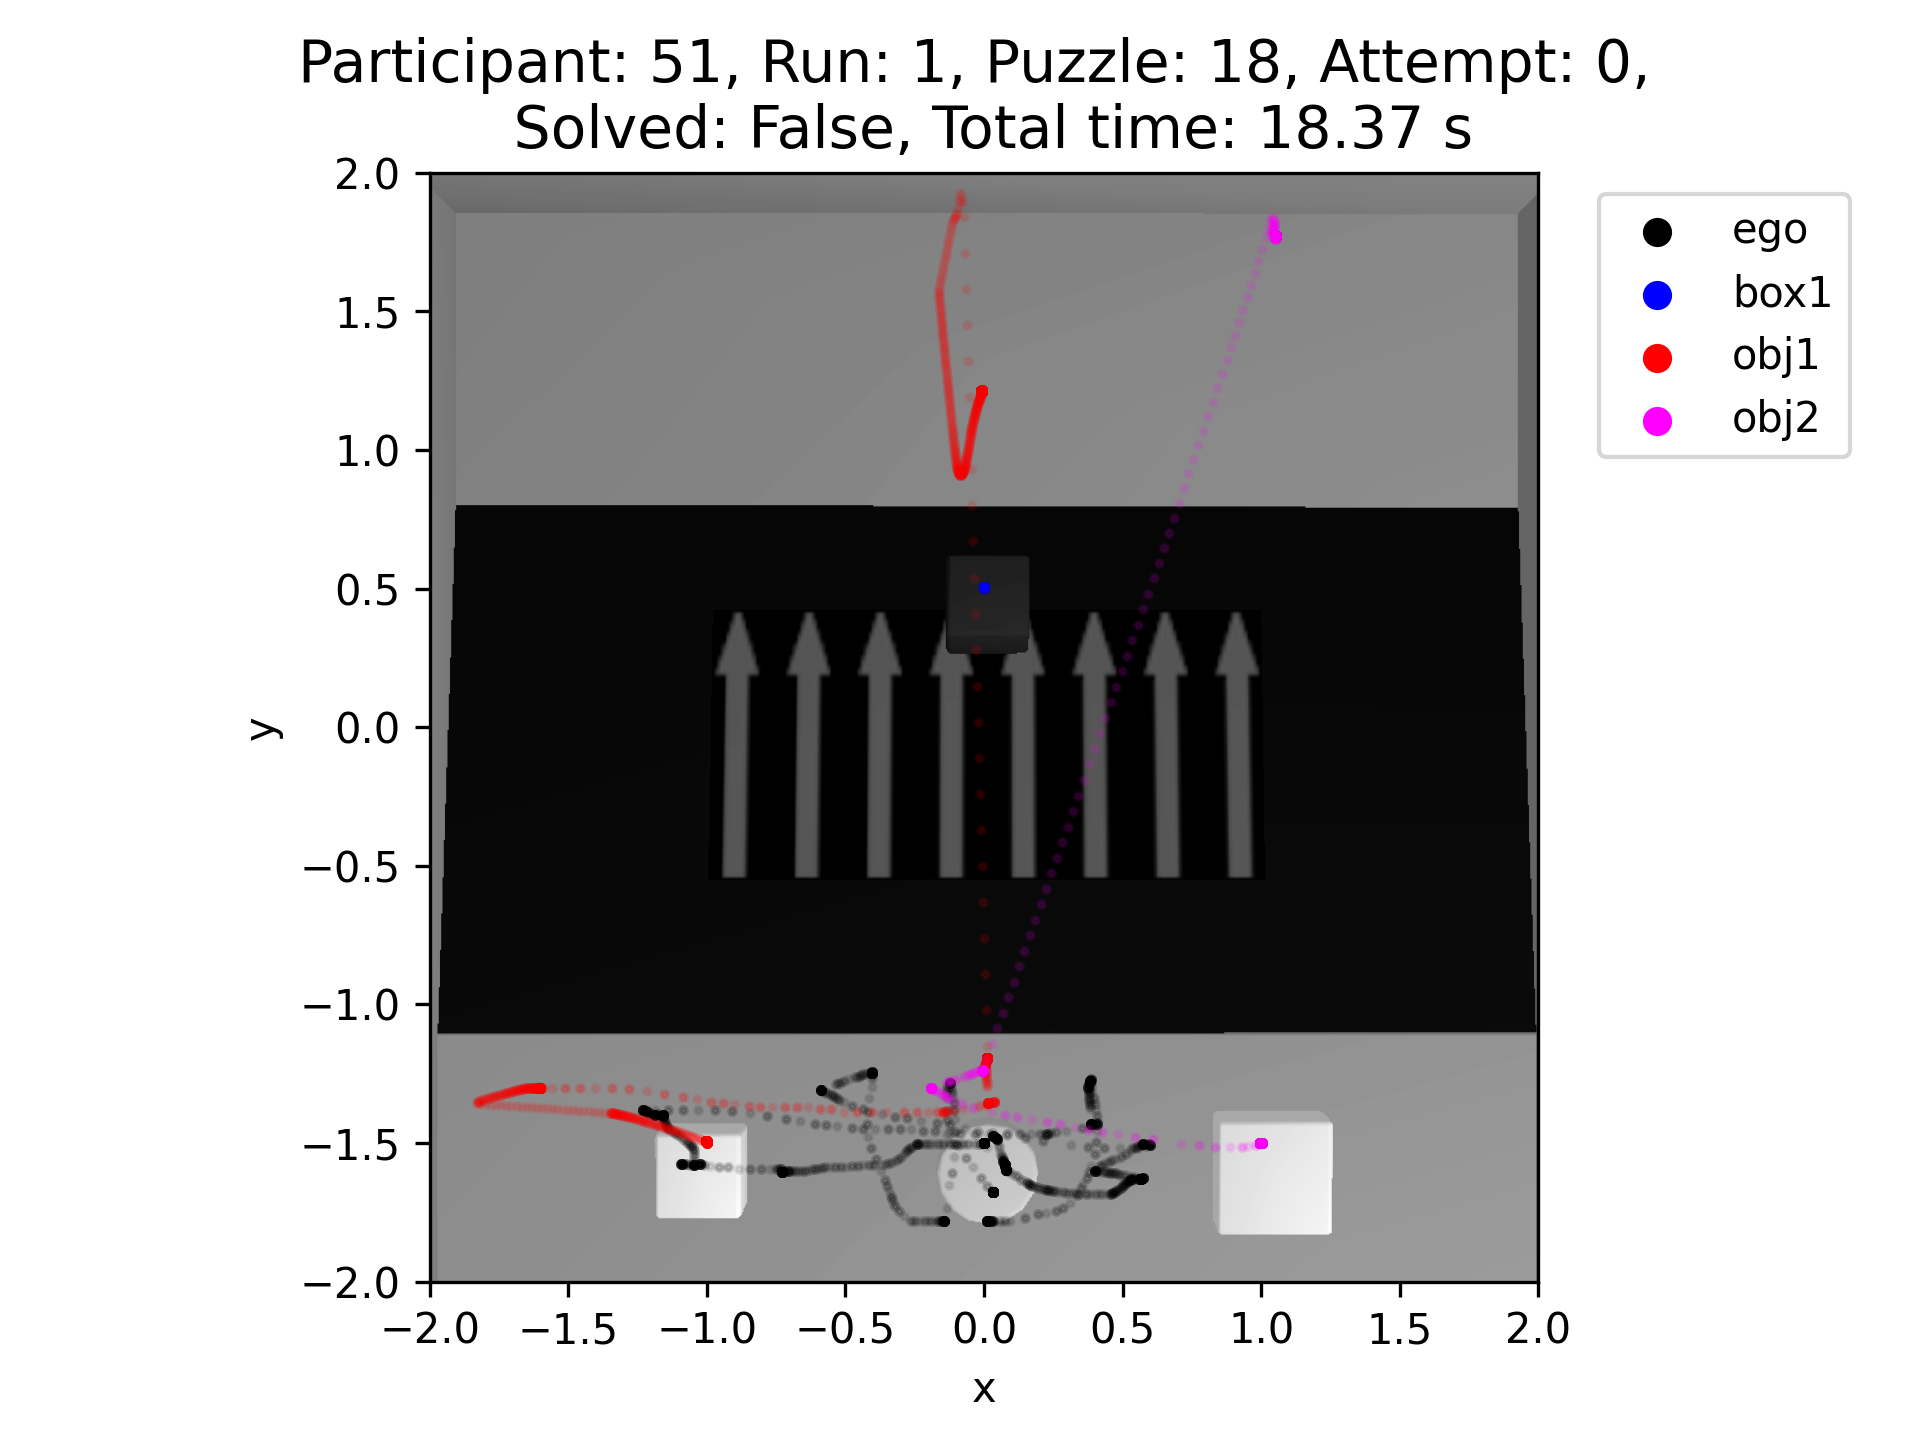 Participant: 51, Run: 1, Puzzle: 18, Attempt: 0,
Solved: False, Total time: 18.37 s
2.0
1.5
1.0
0.5
0.0
−0.5
−1.0
−1.5
−2.0
y
−2.0 −1.5 −1.0 −0.5 0.0 0.5 1.0 1.5 2.0
x
ego
box1
obj1
obj2